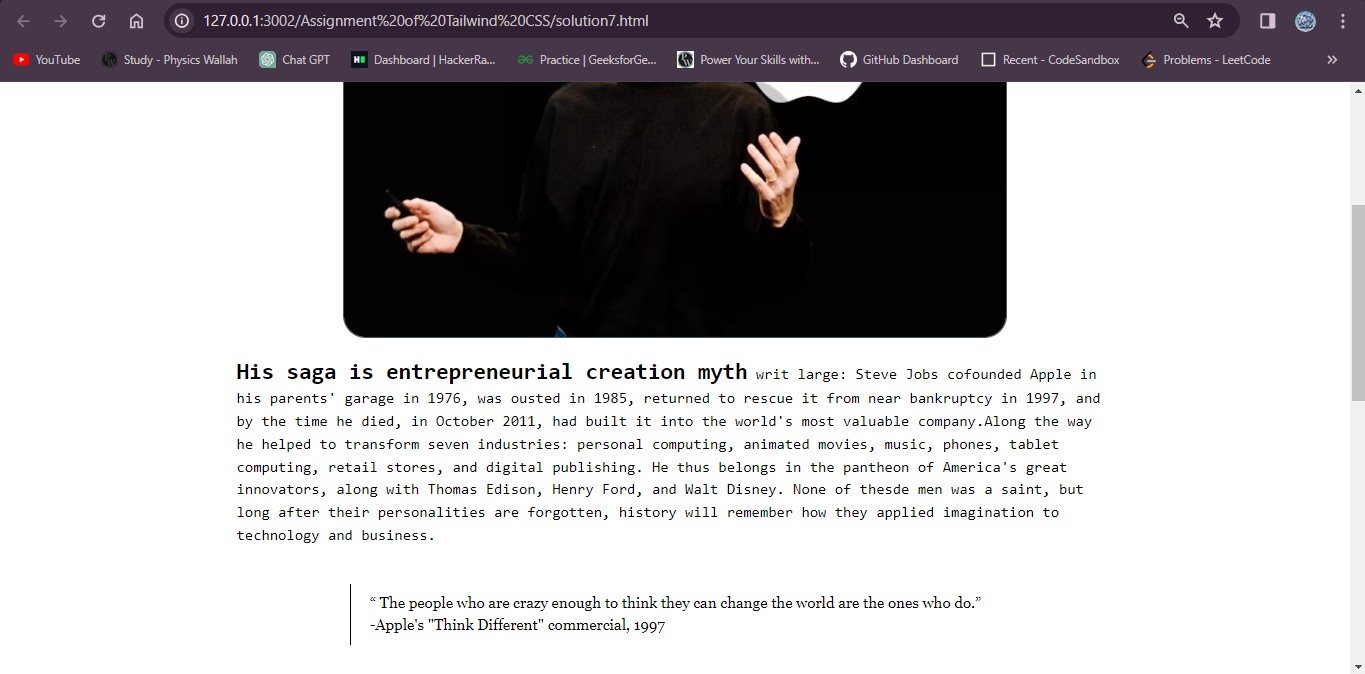 127.0.0.1:3002/Assignment%20of%20Tailwind%20CSS/solution7.html
YouTube Study - Physics Wallah Chat GPT Dashboard | HackerRa... Practice | GeeksforGe... Power Your Skills with... GitHub Dashboard Recent - CodeSandbox Problems - LeetCode »
His saga is entrepreneurial creation myth writ large: Steve Jobs cofounded Apple in
his parents' garage in 1976, was ousted in 1985, returned to rescue it from near bankruptcy in 1997, and
by the time he died, in October 2011, had built it into the world's most valuable company.Along the way
he helped to transform seven industries: personal computing, animated movies, music, phones, tablet
computing, retail stores, and digital publishing. He thus belongs in the pantheon of America's great
innovators, along with Thomas Edison, Henry Ford, and Walt Disney. None of thesde men was a saint, but
long after their personalities are forgotten, history will remember how they applied imagination to
technology and business.
“ The people who are crazy enough to think they can change the world are the ones who do.”
-Apple's "Think Different" commercial, 1997